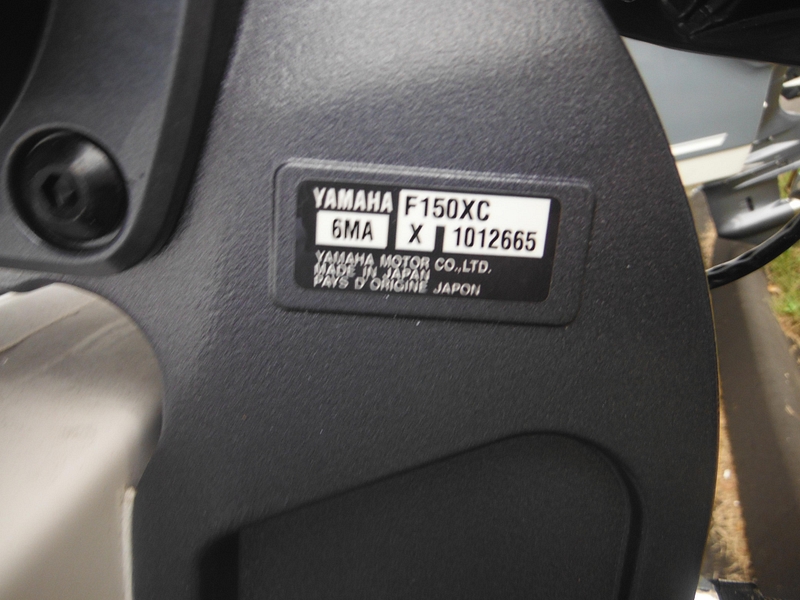 YAMAHA F150XC
6MA X 1012665
YAMAHA MOTOR CO.,LTD.
MADE IN JAPAN
PAYS D'ORIGINE JAPON